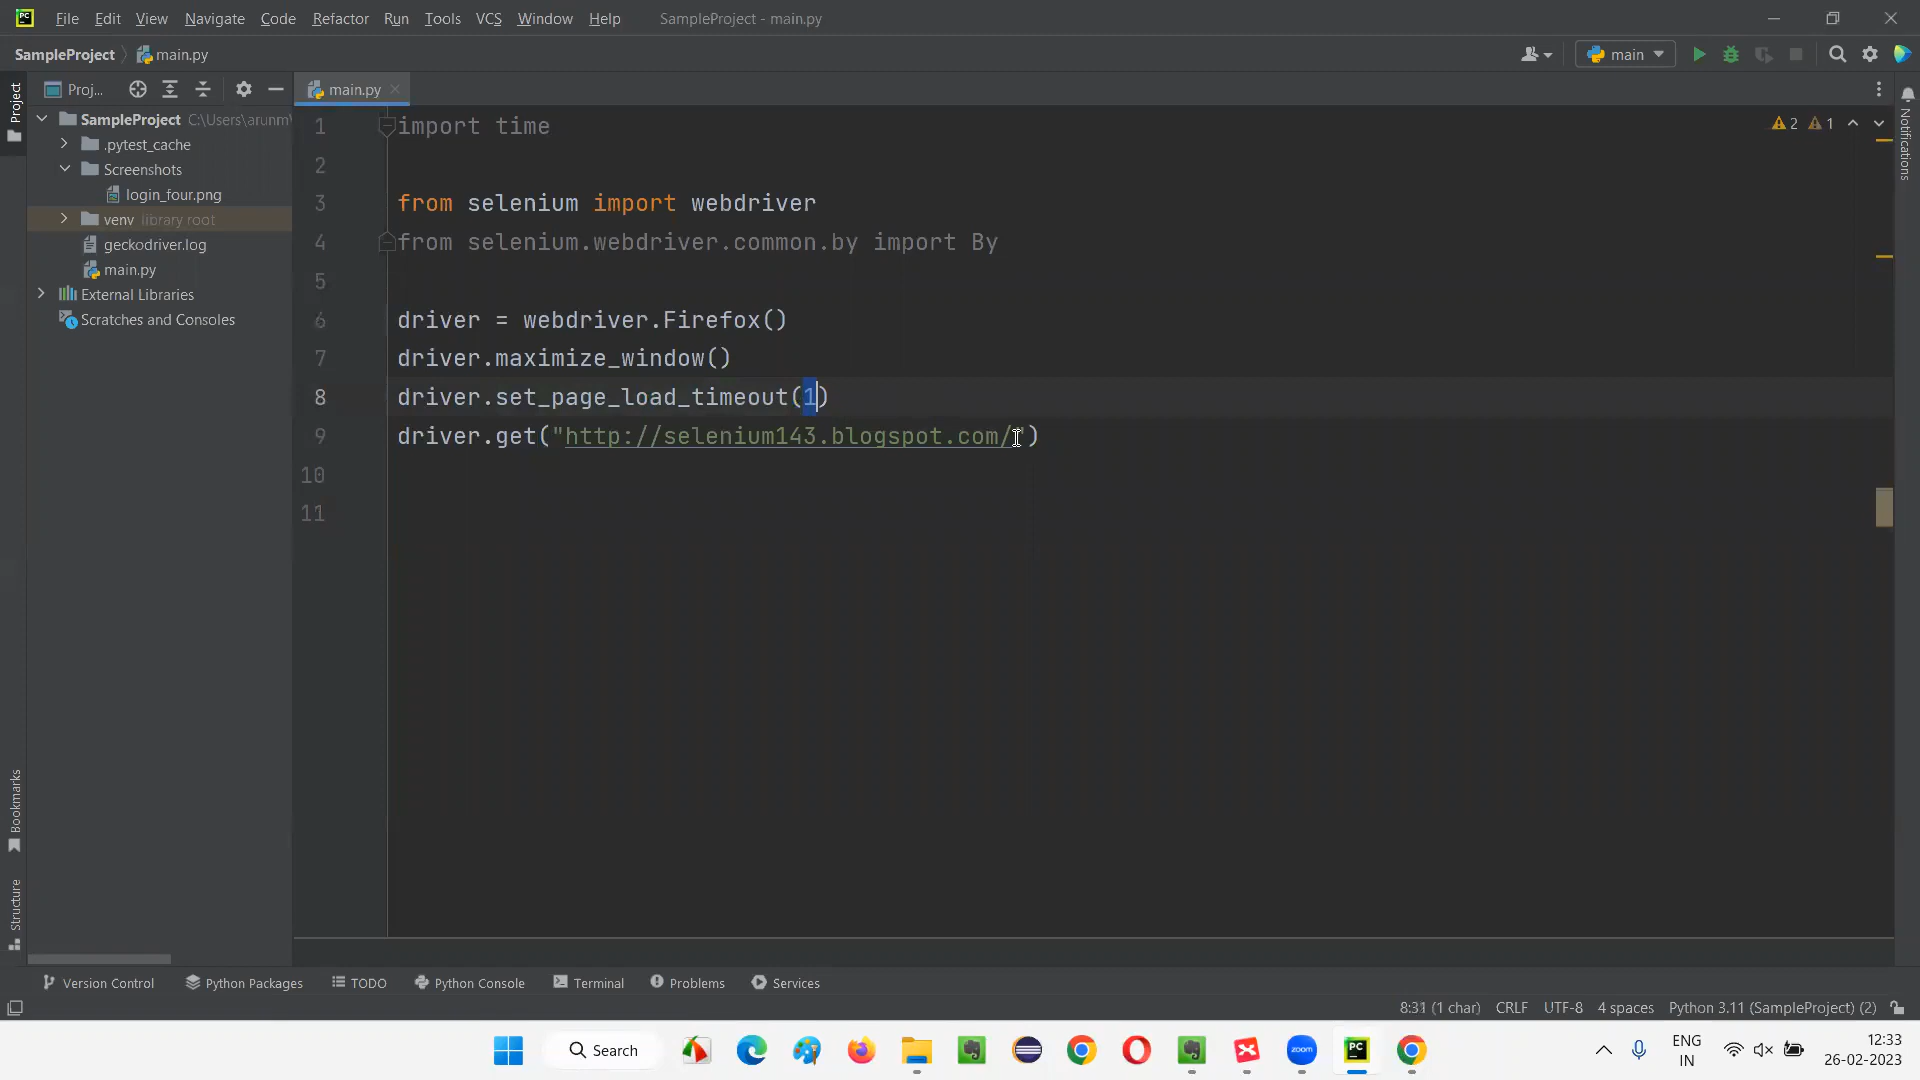 File Edit View Navigate Code Refactor Run Tools VCS Window Help SampleProject - main.py
SampleProject main.py main
Proj... main.py
Project
SampleProject C:\Users\arunm\
.pytest_cache
Screenshots
login_four.png
venv library root
geckodriver.log
main.py
External Libraries
Scratches and Consoles
1 import time
2
3 from selenium import webdriver
4 from selenium.webdriver.common.by import By
5
6 driver = webdriver.Firefox()
7 driver.maximize_window()
8 driver.set_page_load_timeout(1)
9 driver.get("http://selenium143.blogspot.com/")
10
11
2 1
Notifications
Bookmarks
Structure
Version Control Python Packages TODO Python Console Terminal Problems Services
8:31 (1 char) CRLF UTF-8 4 spaces Python 3.11 (SampleProject) (2)
Search zoom PC ENG 12:33
IN 26-02-2023